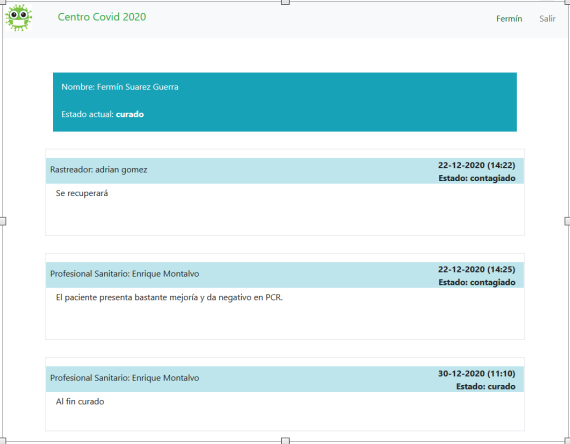 Centro Covid 2020
Fermín
Salir
Nombre: Fermín Suarez Guerra
Estado actual: curado
Rastreador: adrian gomez
22-12-2020 (14:22)
Estado: contagiado
Se recuperará
Profesional Sanitario: Enrique Montalvo
22-12-2020 (14:25)
Estado: contagiado
El paciente presenta bastante mejoría y da negativo en PCR.
Profesional Sanitario: Enrique Montalvo
30-12-2020 (11:10)
Estado: curado
Al fin curado